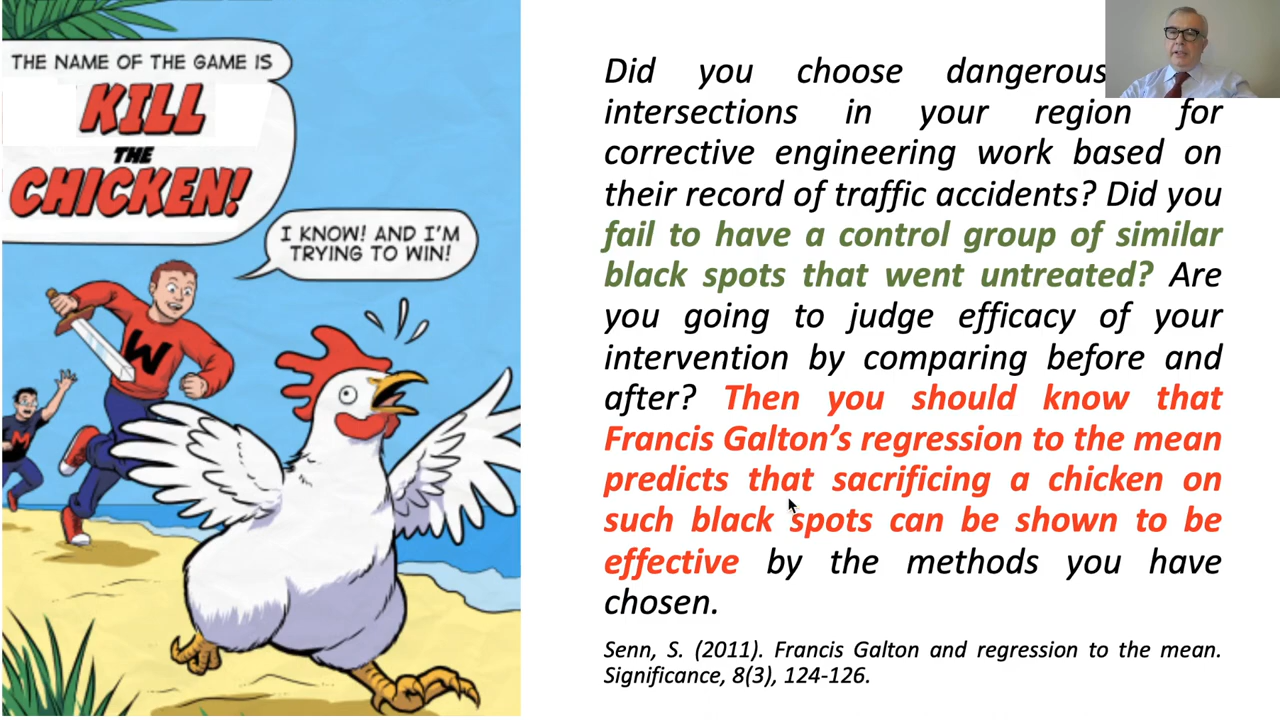 THE NAME OF THE GAME IS
KILL
THE
CHICKEN!
I KNOW! AND I'M
TRYING TO WIN!
W
M
Did you choose dangerous
intersections in your region for
corrective engineering work based on
their record of traffic accidents? Did you
fail to have a control group of similar
black spots that went untreated? Are
you going to judge efficacy of your
intervention by comparing before and
after? Then you should know that
Francis Galton’s regression to the mean
predicts that sacrificing a chicken on
such black spots can be shown to be
effective by the methods you have
chosen.
Senn, S. (2011). Francis Galton and regression to the mean.
Significance, 8(3), 124-126.